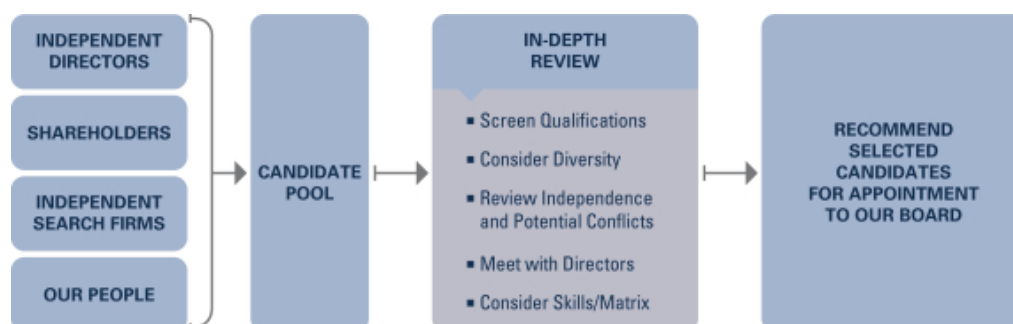 INDEPENDENT
DIRECTORS
SHAREHOLDERS
INDEPENDENT
SEARCH FIRMS
OUR PEOPLE
CANDIDATE
POOL
IN-DEPTH
REVIEW
▪ Screen Qualifications
▪ Consider Diversity
▪ Review Independence
and Potential Conflicts
▪ Meet with Directors
▪ Consider Skills/Matrix
RECOMMEND
SELECTED
CANDIDATES
FOR APPOINTMENT
TO OUR BOARD